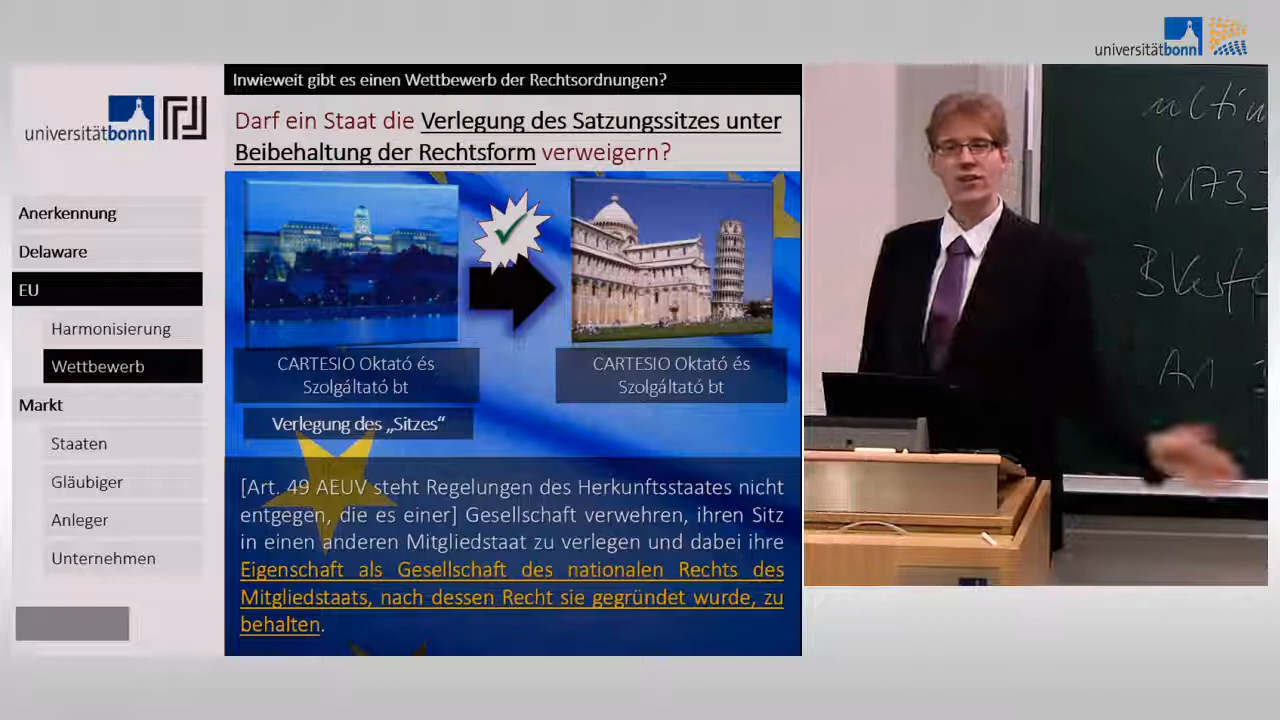 universitätbonn
Inwieweit gibt es einen Wettbewerb der Rechtsordnungen?
universitätbonn
Darf ein Staat die Verlegung des Satzungssitzes unter
Beibehaltung der Rechtsform verweigern?
Anerkennung
Delaware
EU
Harmonisierung
Wettbewerb
Markt
Staaten
Gläubiger
Anleger
Unternehmen
CARTESIO Oktató és
Szolgáltató bt
CARTESIO Oktató és
Szolgáltató bt
Verlegung des „Sitzes“
[Art. 49 AEUV steht Regelungen des Herkunftsstaates nicht
entgegen, die es einer] Gesellschaft verwehren, ihren Sitz
in einen anderen Mitgliedstaat zu verlegen und dabei ihre
Eigenschaft als Gesellschaft des nationalen Rechts des
Mitgliedstaats, nach dessen Recht sie gegründet wurde, zu
behalten.